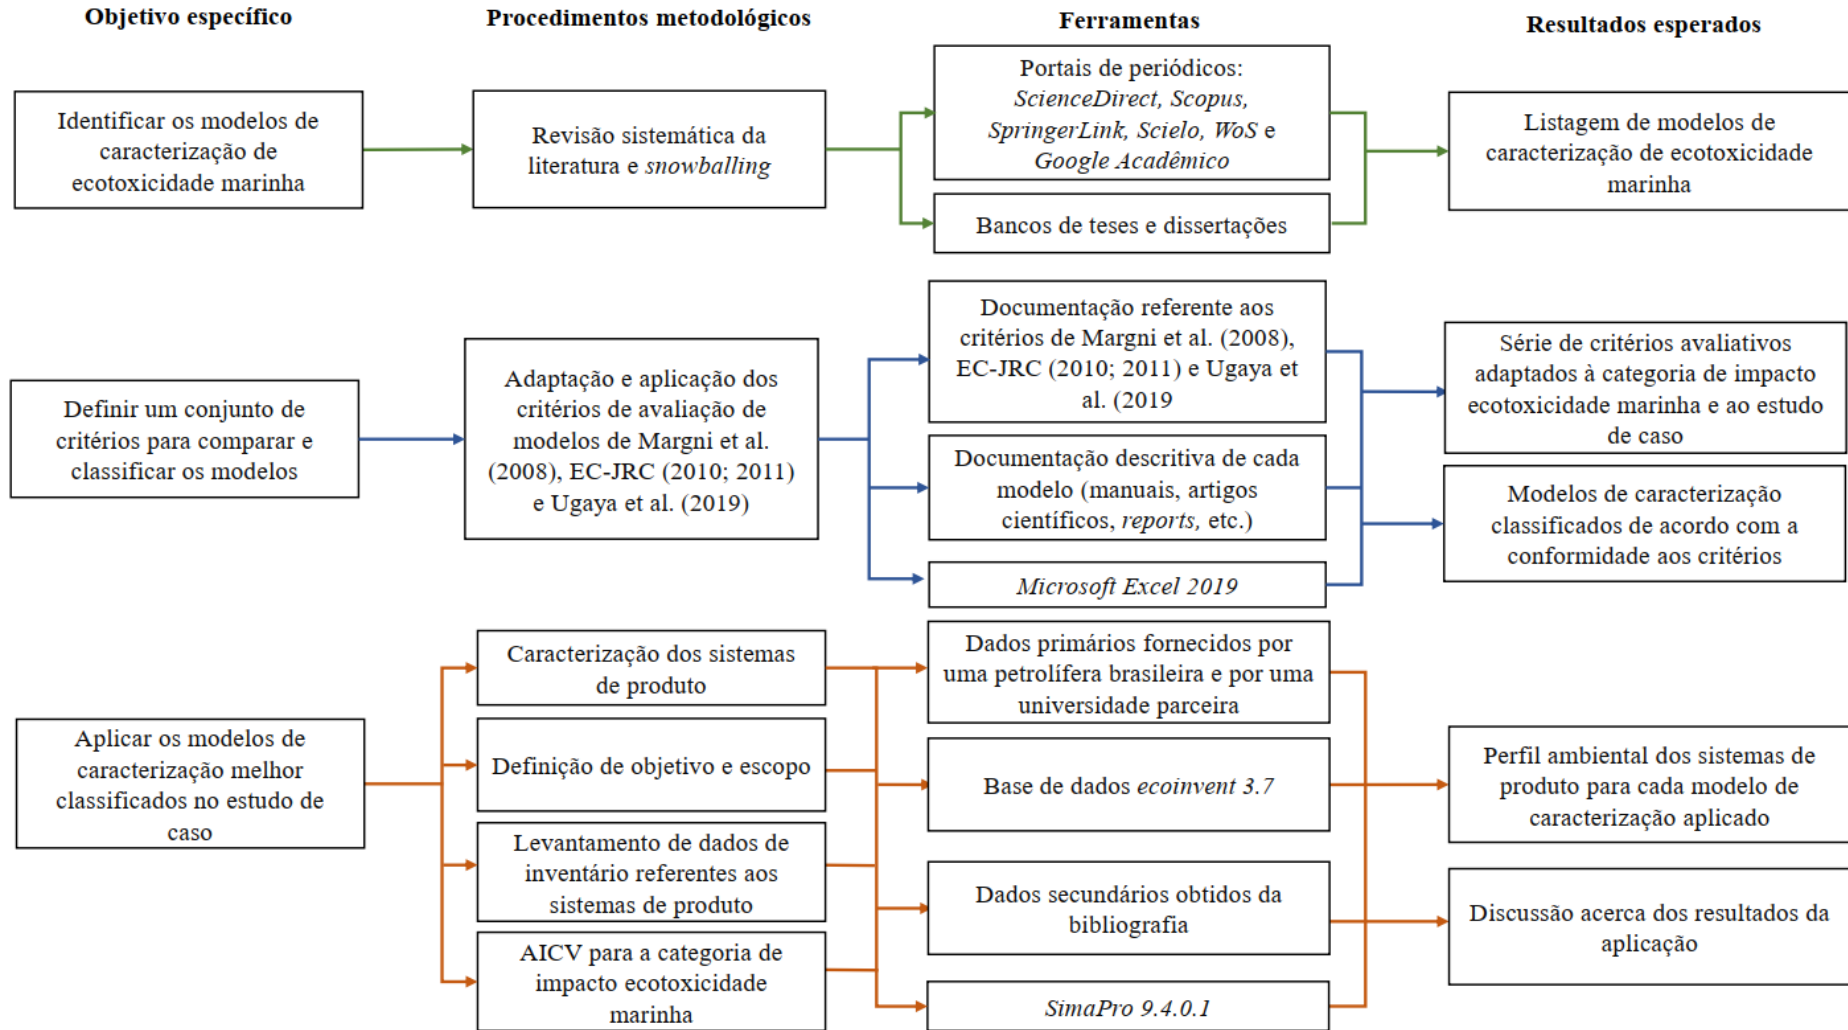 Objetivo específico
Procedimentos metodológicos
Ferramentas
Resultados esperados
Identificar os modelos de
caracterização de
ecotoxicidade marinha
Revisão sistemática da
literatura e snowballing
Portais de periódicos:
ScienceDirect, Scopus,
SpringerLink, Scielo, WoS e
Google Acadêmico
Bancos de teses e dissertações
Listagem de modelos de
caracterização de ecotoxicidade
marinha
Definir um conjunto de
critérios para comparar e
classificar os modelos
Adaptação e aplicação dos
critérios de avaliação de
modelos de Margni et al.
(2008), EC-JRC (2010; 2011)
e Ugaya et al. (2019)
Documentação referente aos
critérios de Margni et al. (2008),
EC-JRC (2010; 2011) e Ugaya et
al. (2019
Documentação descritiva de cada
modelo (manuais, artigos
científicos, reports, etc.)
Microsoft Excel 2019
Série de critérios avaliativos
adaptados à categoria de impacto
ecotoxicidade marinha e ao estudo
de caso
Modelos de caracterização
classificados de acordo com a
conformidade aos critérios
Aplicar os modelos de
caracterização melhor
classificados no estudo de
caso
Caracterização dos sistemas
de produto
Definição de objetivo e escopo
Levantamento de dados de
inventário referentes aos
sistemas de produto
AICV para a categoria de
impacto ecotoxicidade
marinha
Dados primários fornecidos por
uma petrolífera brasileira e por uma
universidade parceira
Base de dados ecoinvent 3.7
Dados secundários obtidos da
bibliografia
SimaPro 9.4.0.1
Perfil ambiental dos sistemas de
produto para cada modelo de
caracterização aplicado
Discussão acerca dos resultados da
aplicação